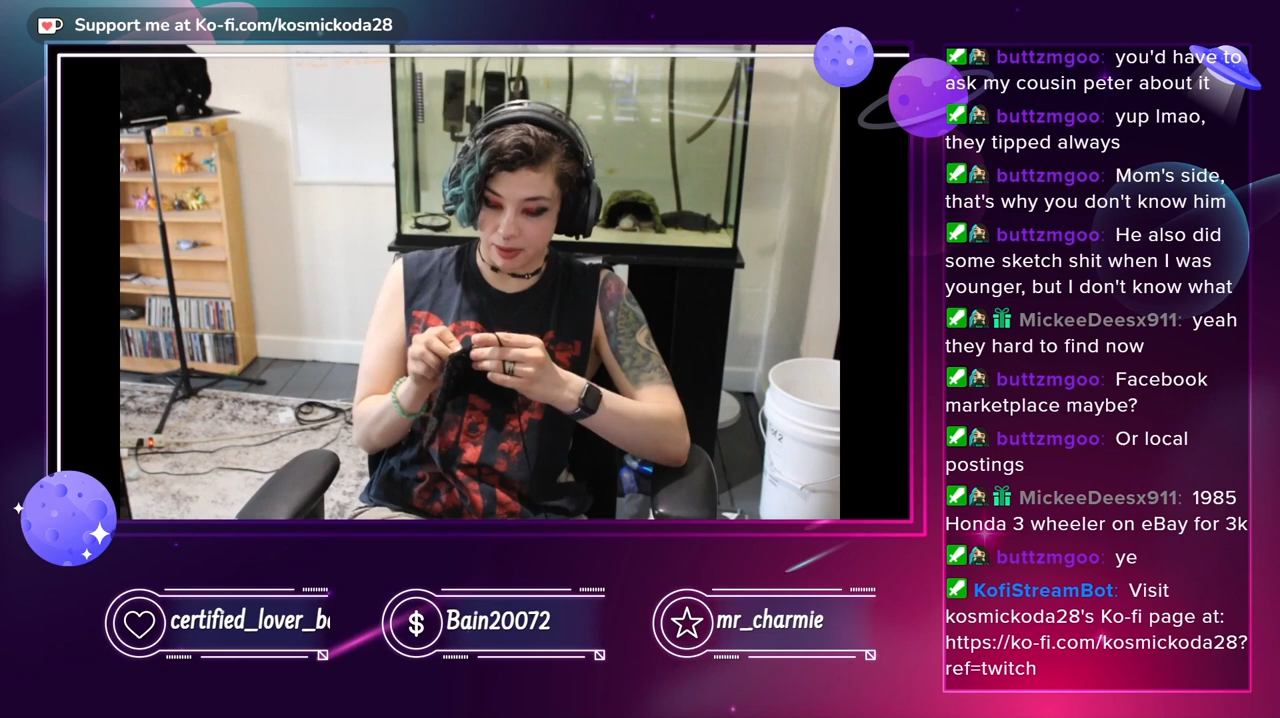 Support me at Ko-fi.com/kosmickoda28
buttzmgoo: you'd have to
ask my cousin peter about it
buttzmgoo: yup lmao,
they tipped always
buttzmgoo: Mom's side,
that's why you don't know him
buttzmgoo: He also did
some sketch shit when I was
younger, but I don't know what
MickeeDeesx911: yeah
they hard to find now
buttzmgoo: Facebook
marketplace maybe?
buttzmgoo: Or local
postings
MickeeDeesx911: 1985
Honda 3 wheeler on eBay for 3k
buttzmgoo: ye
KofiStreamBot: Visit
kosmickoda28's Ko-fi page at:
https://ko-fi.com/kosmickoda28?
ref=twitch
certified_lover_b
$ Bain20072
mr_charmie